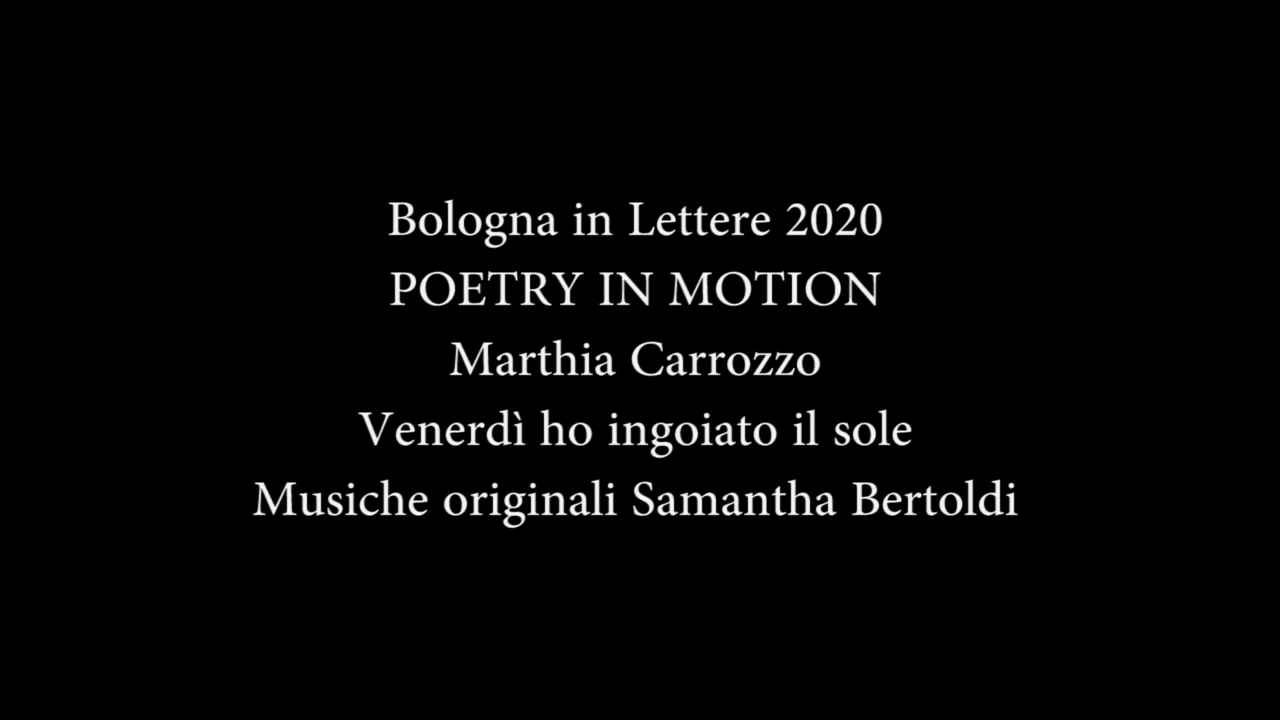 Bologna in Lettere 2020
POETRY IN MOTION
Marthia Carrozzo
Venerdì ho ingoiato il sole
Musiche originali Samantha Bertoldi